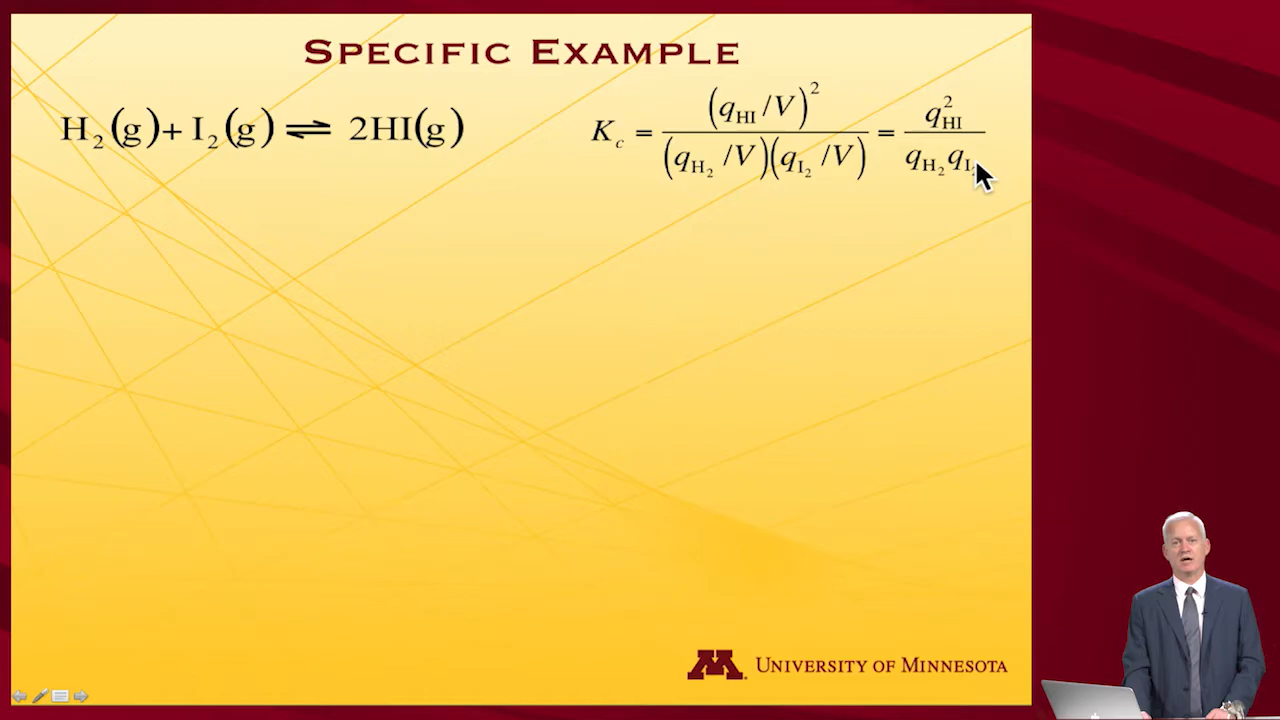 SPECIFIC EXAMPLE
H₂(g)+ I₂(g) ⇌ 2HI(g)
K_c = (q_HI /V)² / (q_H₂ /V)(q_I₂ /V) = q²_HI / q_H₂ q_I₂
UNIVERSITY OF MINNESOTA